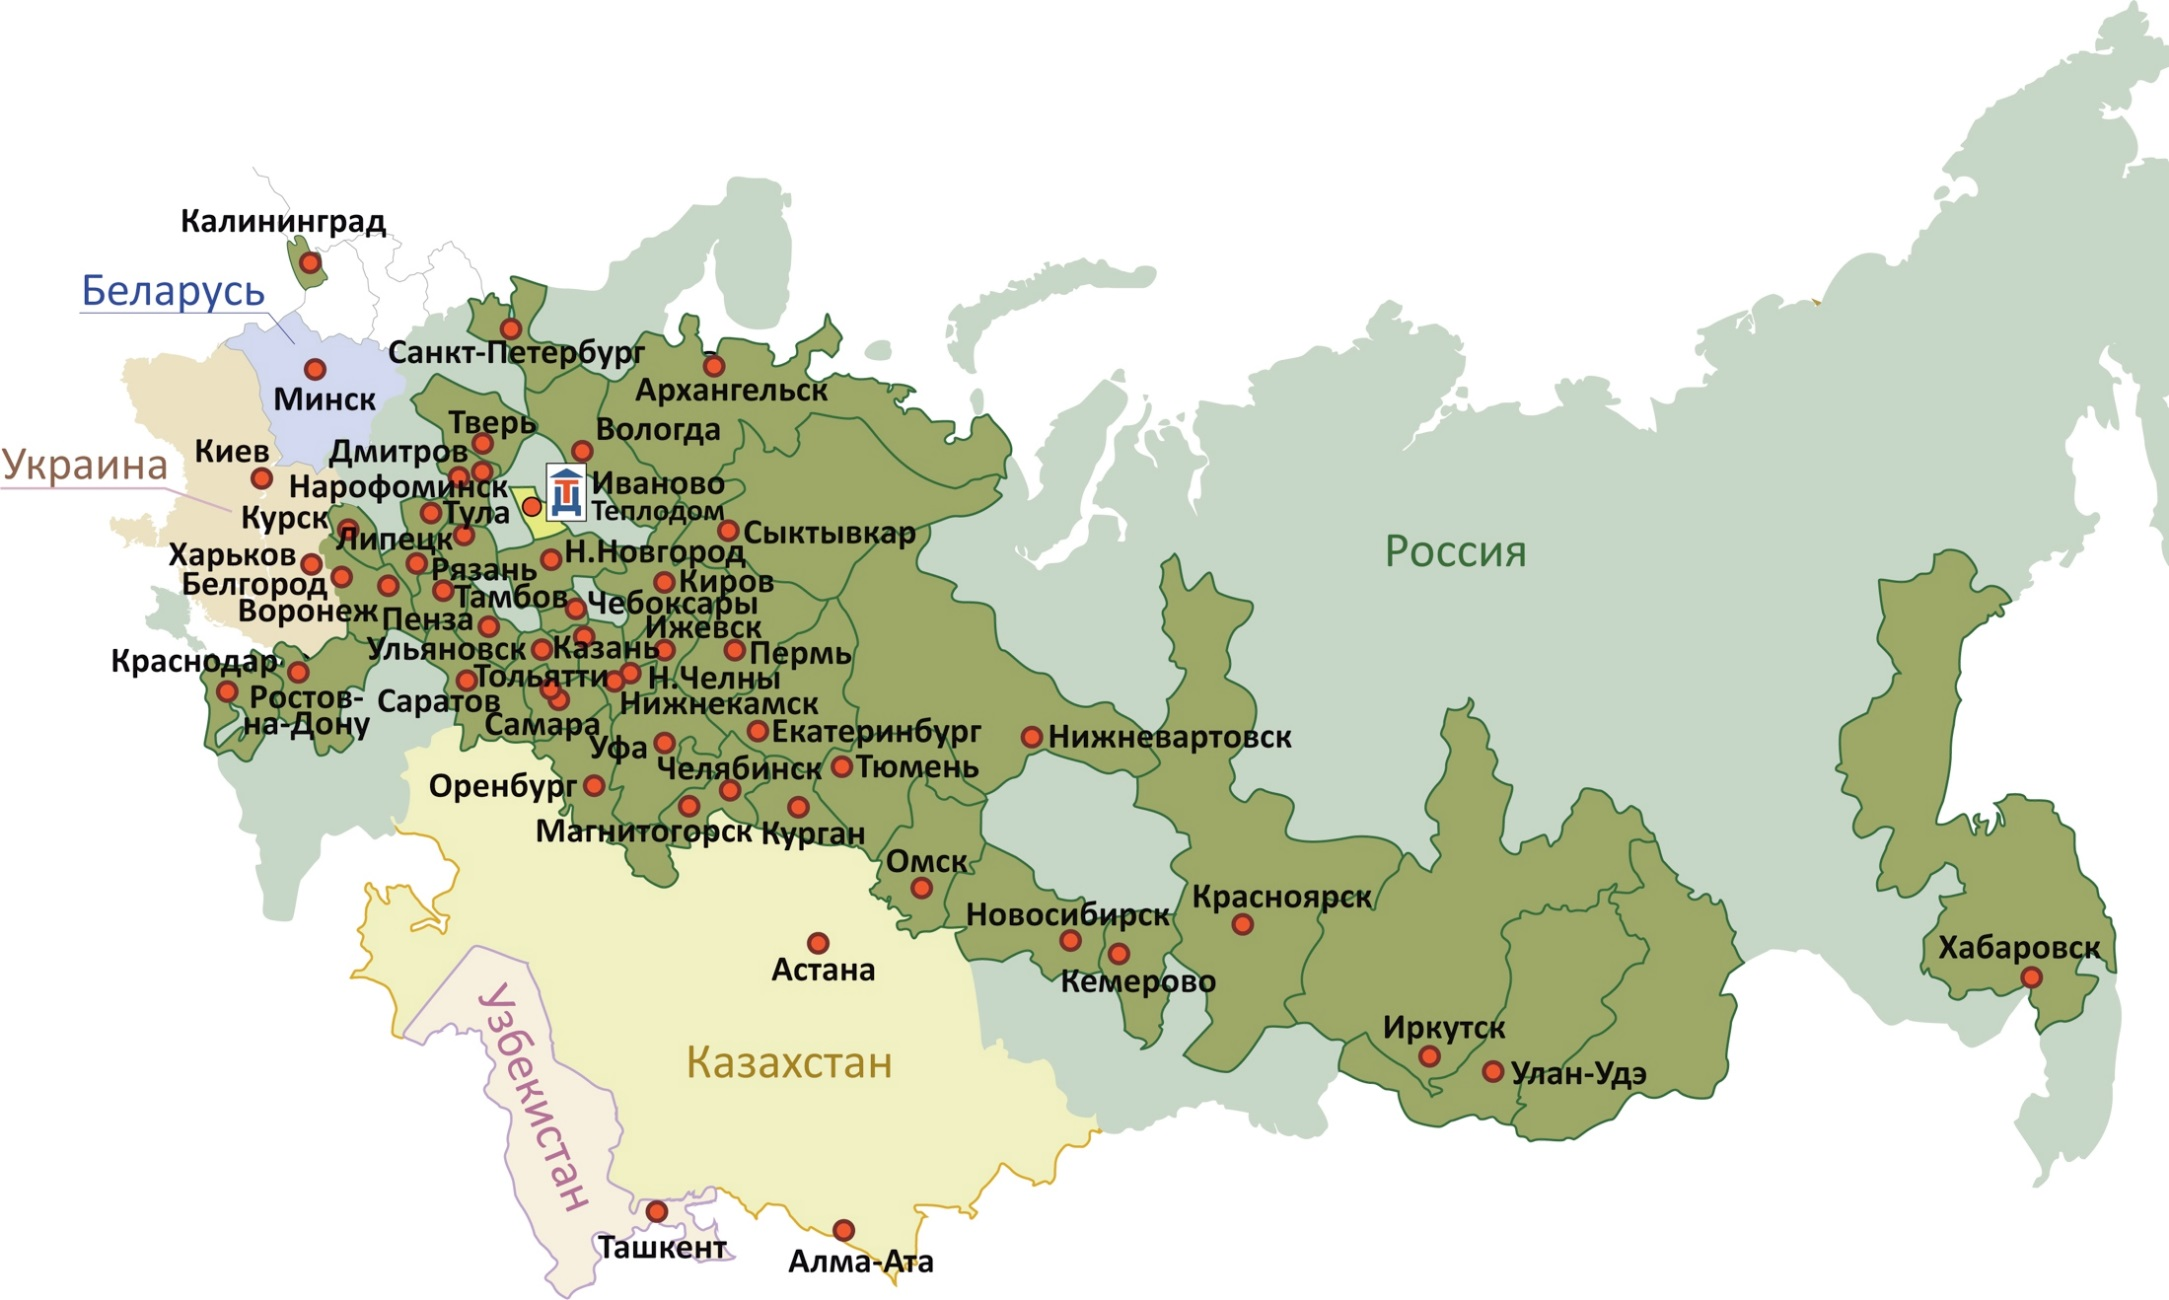 Калининград
Беларусь
Санкт-Петербург
Архангельск
Минск
Тверь
Вологда
Киев
Дмитров
Украина
Нарофоминск
Иваново
Теплодом
Курск
Тула
Сыктывкар
Липецк
Н.Новгород
Россия
Харьков
Рязань
Киров
Белгород
Тамбов
Чебоксары
Воронеж
Пенза
Ижевск
Ульяновск
Казань
Пермь
Краснодар
Тольятти
Н.Челны
Ростов-
на-Дону
Саратов
Нижнекамск
Самара
Екатеринбург
Нижневартовск
Уфа
Челябинск
Тюмень
Оренбург
Магнитогорск
Курган
Омск
Красноярск
Новосибирск
Хабаровск
Астана
Кемерово
Иркутск
Улан-Удэ
Казахстан
Узбекистан
Ташкент
Алма-Ата